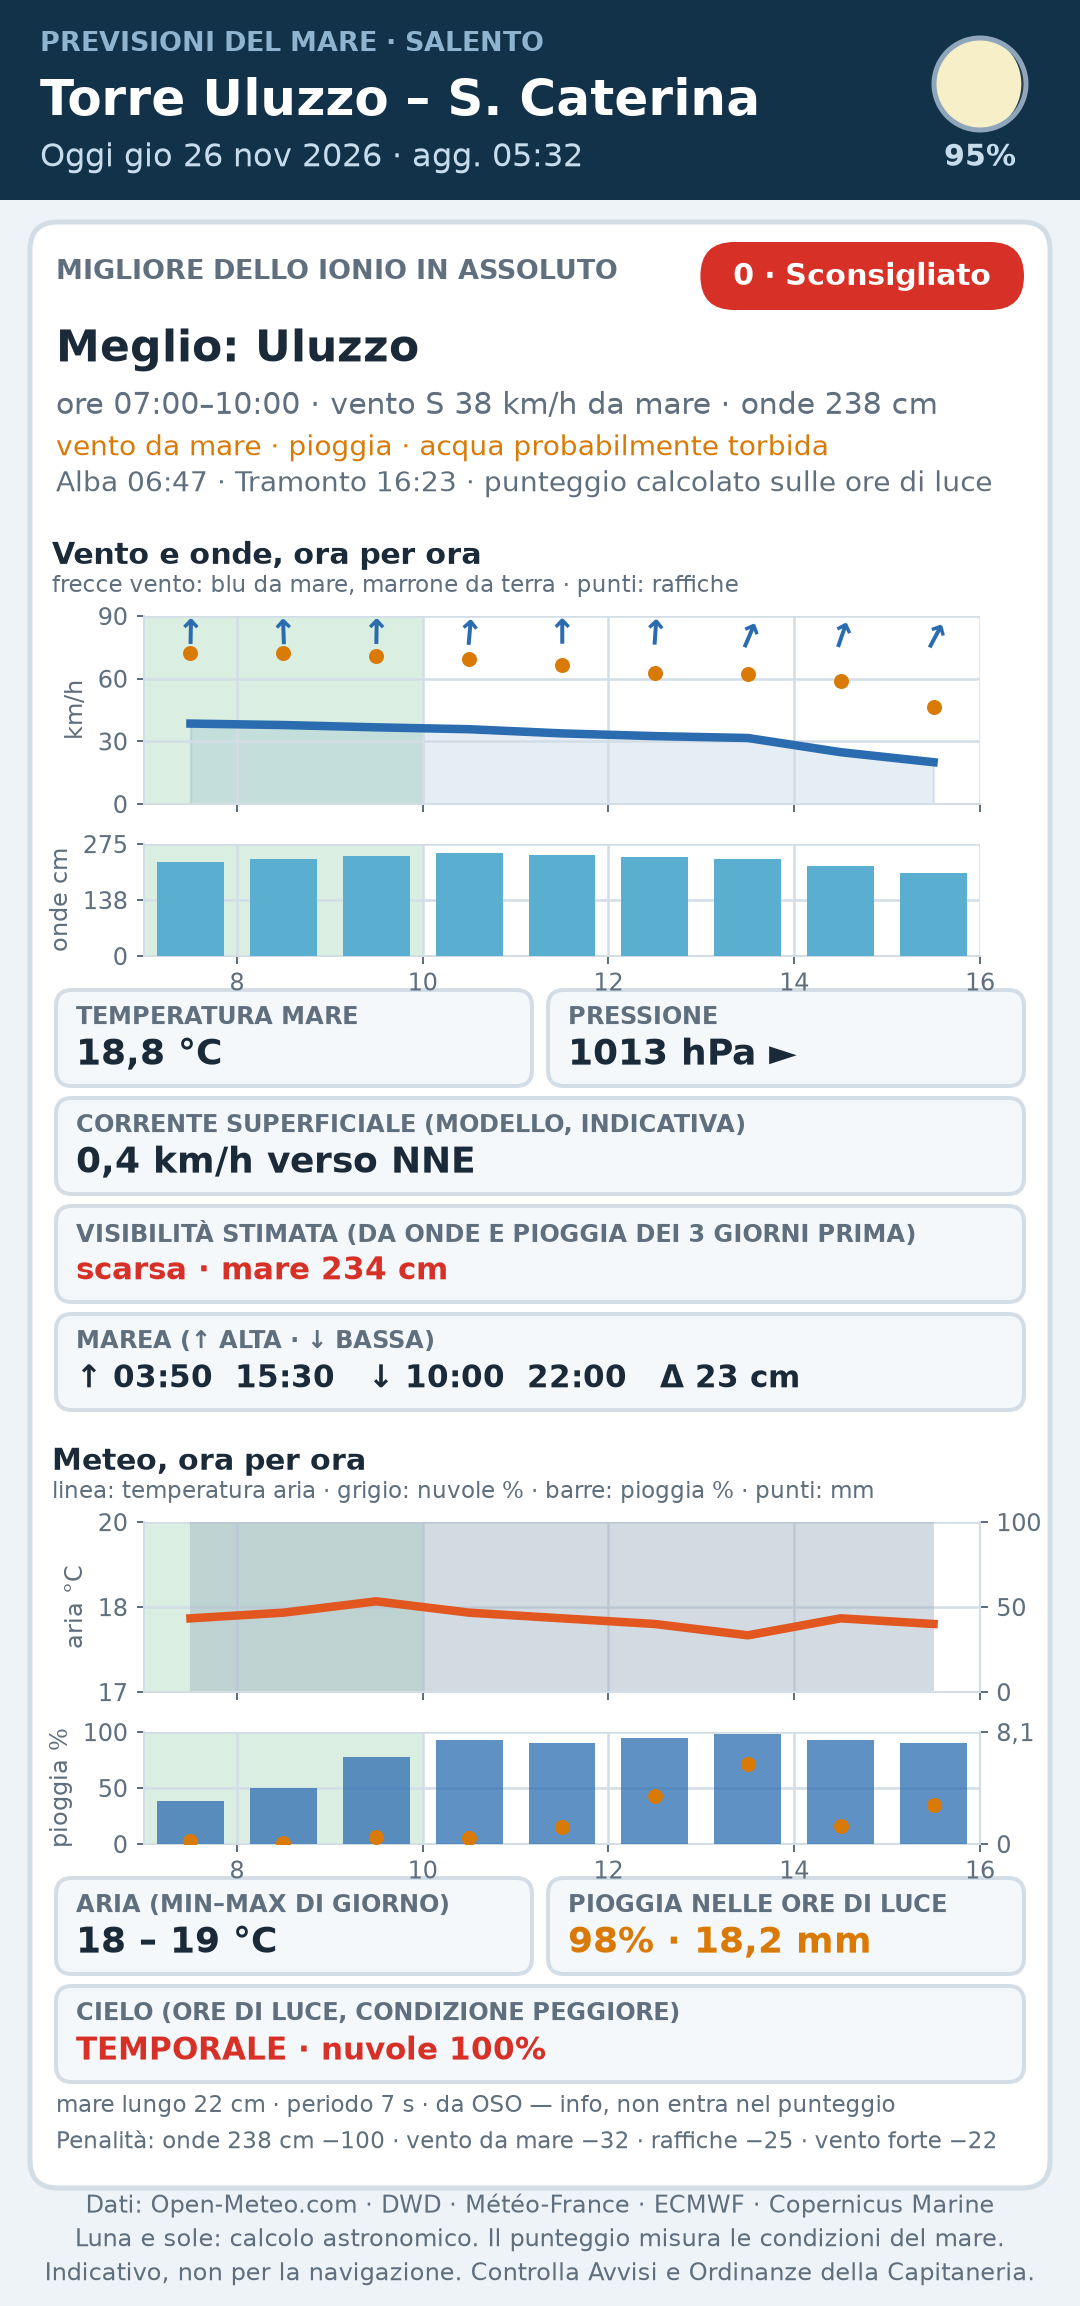 PREVISIONI DEL MARE · SALENTO
Torre Uluzzo – S. Caterina
Oggi gio 26 nov 2026 · agg. 05:32
95%
MIGLIORE DELLO IONIO IN ASSOLUTO
0 · Sconsigliato
Meglio: Uluzzo
ore 07:00–10:00 · vento S 38 km/h da mare · onde 238 cm
vento da mare · pioggia · acqua probabilmente torbida
Alba 06:47 · Tramonto 16:23 · punteggio calcolato sulle ore di luce
Vento e onde, ora per ora
frecce vento: blu da mare, marrone da terra · punti: raffiche
90
60
30
0
km/h
275
138
0
onde cm
8 10 12 14 16
TEMPERATURA MARE
18,8 °C
PRESSIONE
1013 hPa ►
CORRENTE SUPERFICIALE (MODELLO, INDICATIVA)
0,4 km/h verso NNE
VISIBILITÀ STIMATA (DA ONDE E PIOGGIA DEI 3 GIORNI PRIMA)
scarsa · mare 234 cm
MAREA (↑ ALTA · ↓ BASSA)
↑ 03:50 15:30 ↓ 10:00 22:00 Δ 23 cm
Meteo, ora per ora
linea: temperatura aria · grigio: nuvole % · barre: pioggia % · punti: mm
20
18
17
aria °C
100
50
0
100
50
0
pioggia %
8,1
0
8 10 12 14 16
ARIA (MIN–MAX DI GIORNO)
18 – 19 °C
PIOGGIA NELLE ORE DI LUCE
98% · 18,2 mm
CIELO (ORE DI LUCE, CONDIZIONE PEGGIORE)
TEMPORALE · nuvole 100%
mare lungo 22 cm · periodo 7 s · da OSO — info, non entra nel punteggio
Penalità: onde 238 cm −100 · vento da mare −32 · raffiche −25 · vento forte −22
Dati: Open-Meteo.com · DWD · Météo-France · ECMWF · Copernicus Marine
Luna e sole: calcolo astronomico. Il punteggio misura le condizioni del mare.
Indicativo, non per la navigazione. Controlla Avvisi e Ordinanze della Capitaneria.